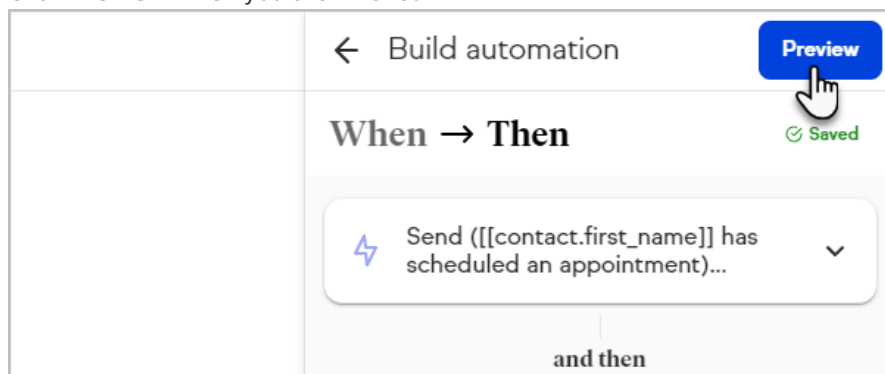 ← Build automation
Preview
When → Then
Saved
Send ([[contact.first_name]] has
scheduled an appointment)...
and then